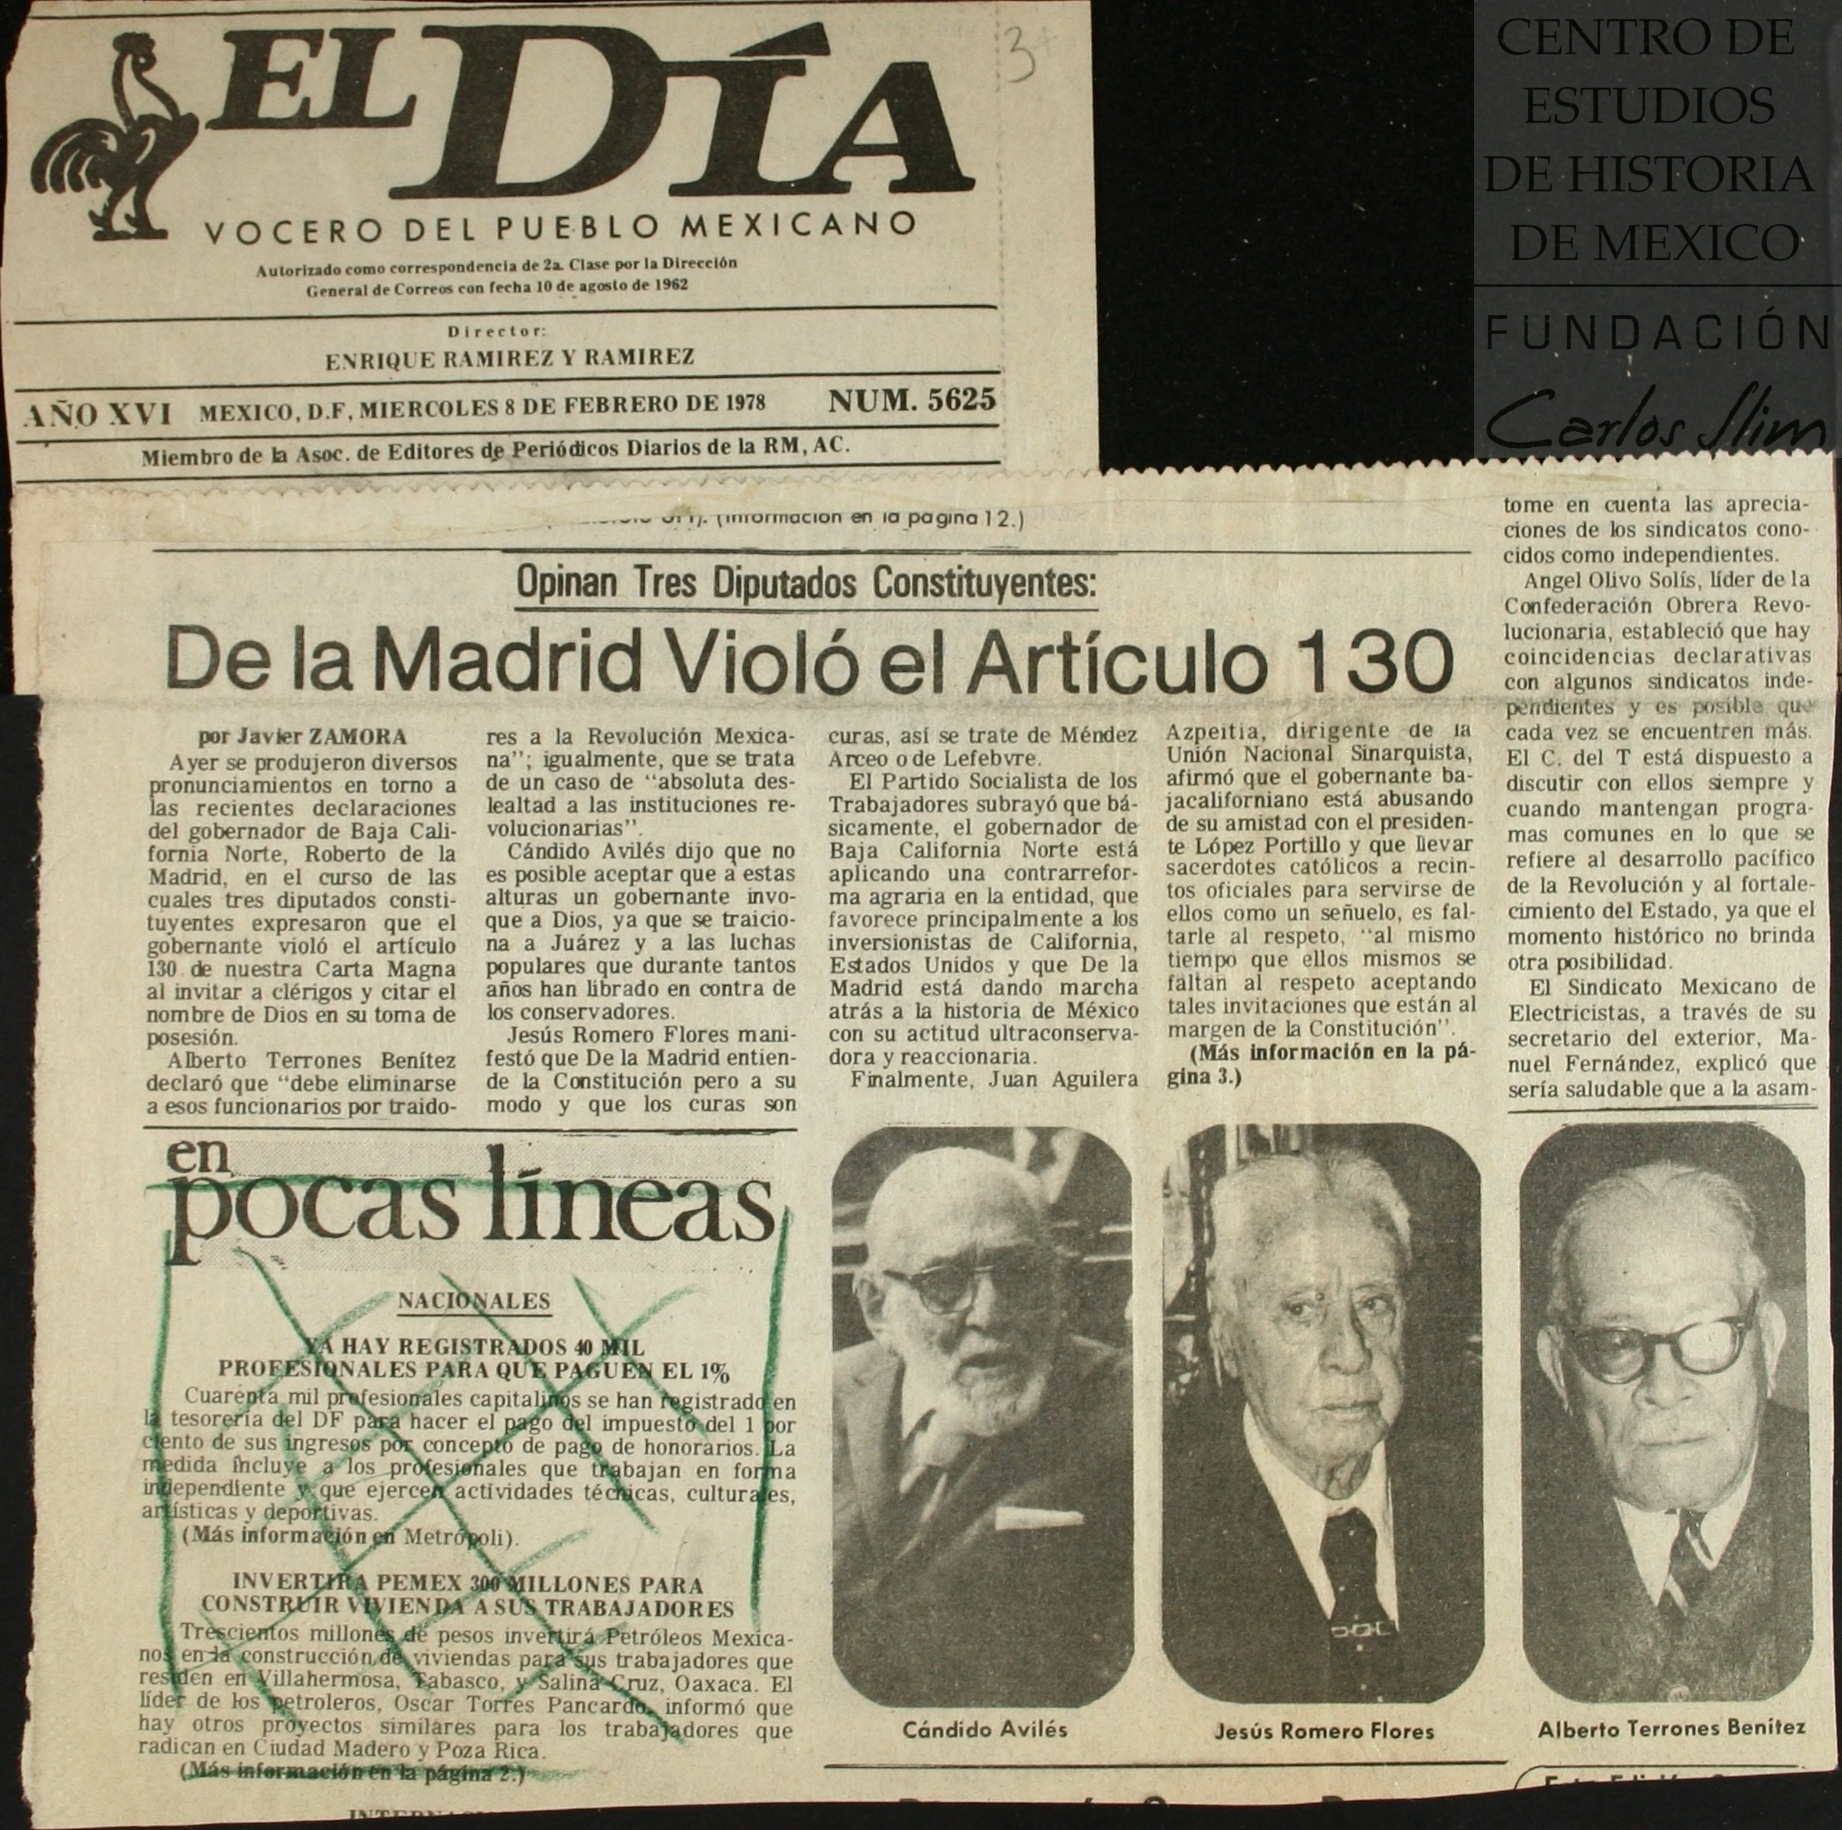 EL DÍA
3
VOCERO DEL PUEBLO MEXICANO
Autorizado como correspondencia de 2a. Clase por la Dirección
General de Correos con fecha 10 de agosto de 1962
Director:
ENRIQUE RAMIREZ Y RAMIREZ
AÑO XVI MEXICO, D.F, MIERCOLES 8 DE FEBRERO DE 1978 NUM. 5625
Miembro de la Asoc. de Editores de Periódicos Diarios de la RM, AC.
CENTRO DE
ESTUDIOS
DE HISTORIA
DE MEXICO
FUNDACIÓN
Carlos Slim
(Información en la pagina 12.)
Opinan Tres Diputados Constituyentes:
De la Madrid Violó el Artículo 130
por Javier ZAMORA
Ayer se produjeron diversos
pronunciamientos en torno a
las recientes declaraciones
del gobernador de Baja Cali-
fornia Norte, Roberto de la
Madrid, en el curso de las
cuales tres diputados consti-
tuyentes expresaron que el
gobernante violó el artículo
130 de nuestra Carta Magna
al invitar a clérigos y citar el
nombre de Dios en su toma de
posesión.
Alberto Terrones Benítez
declaró que "debe eliminarse
a esos funcionarios por traido-
res a la Revolución Mexica-
na"; igualmente, que se trata
de un caso de "absoluta des-
lealtad a las instituciones re-
volucionarias".
Cándido Avilés dijo que no
es posible aceptar que a estas
alturas un gobernante invo-
que a Dios, ya que se traicio-
na a Juárez y a las luchas
populares que durante tantos
años han librado en contra de
los conservadores.
Jesús Romero Flores mani-
festó que De la Madrid entien-
de la Constitución pero a su
modo y que los curas son
curas, así se trate de Méndez
Arceo o de Lefebvre.
El Partido Socialista de los
Trabajadores subrayó que bá-
sicamente, el gobernador de
Baja California Norte está
aplicando una contrarrefor-
ma agraria en la entidad, que
favorece principalmente a los
inversionistas de California,
Estados Unidos y que De la
Madrid está dando marcha
atrás a la historia de México
con su actitud ultraconserva-
dora y reaccionaria.
Finalmente, Juan Aguilera
Azpeitia, dirigente de la
Unión Nacional Sinarquista,
afirmó que el gobernante ba-
jacaliforniano está abusando
de su amistad con el presiden-
te López Portillo y que llevar
sacerdotes católicos a recin-
tos oficiales para servirse de
ellos como un señuelo, es fal-
tarle al respeto, "al mismo
tiempo que ellos mismos se
faltan al respeto aceptando
tales invitaciones que están al
margen de la Constitución".
(Más información en la pá-
gina 3.)
tome en cuenta las aprecia-
ciones de los sindicatos cono-
cidos como independientes.
Angel Olivo Solís, líder de la
Confederación Obrera Revo-
lucionaria, estableció que hay
coincidencias declarativas
con algunos sindicatos inde-
pendientes y es posible que
cada vez se encuentren más.
El C. del T está dispuesto a
discutir con ellos siempre y
cuando mantengan progra-
mas comunes en lo que se
refiere al desarrollo pacífico
de la Revolución y al fortale-
cimiento del Estado, ya que el
momento histórico no brinda
otra posibilidad.
El Sindicato Mexicano de
Electricistas, a través de su
secretario del exterior, Ma-
nuel Fernández, explicó que
sería saludable que a la asam-
en
pocas líneas
NACIONALES
YA HAY REGISTRADOS 40 MIL
PROFESIONALES PARA QUE PAGUEN EL 1%
Cuarenta mil profesionales capitalinos se han registrado en
la tesorería del DF para hacer el pago del impuesto del 1 por
ciento de sus ingresos por concepto de pago de honorarios. La
medida incluye a los profesionales que trabajan en forma
independiente y que ejercen actividades técnicas, culturales,
artísticas y deportivas.
(Más información en Metrópoli).
INVERTIRA PEMEX 300 MILLONES PARA
CONSTRUIR VIVIENDA A SUS TRABAJADORES
Trescientos millones de pesos invertirá Petróleos Mexica-
nos en la construcción de viviendas para sus trabajadores que
residen en Villahermosa, Tabasco, y Salina Cruz, Oaxaca. El
líder de los petroleros, Oscar Torres Pancardo, informó que
hay otros proyectos similares para los trabajadores que
radican en Ciudad Madero y Poza Rica.
(Más información en la página 2.)
Cándido Avilés
Jesús Romero Flores
Alberto Terrones Benítez